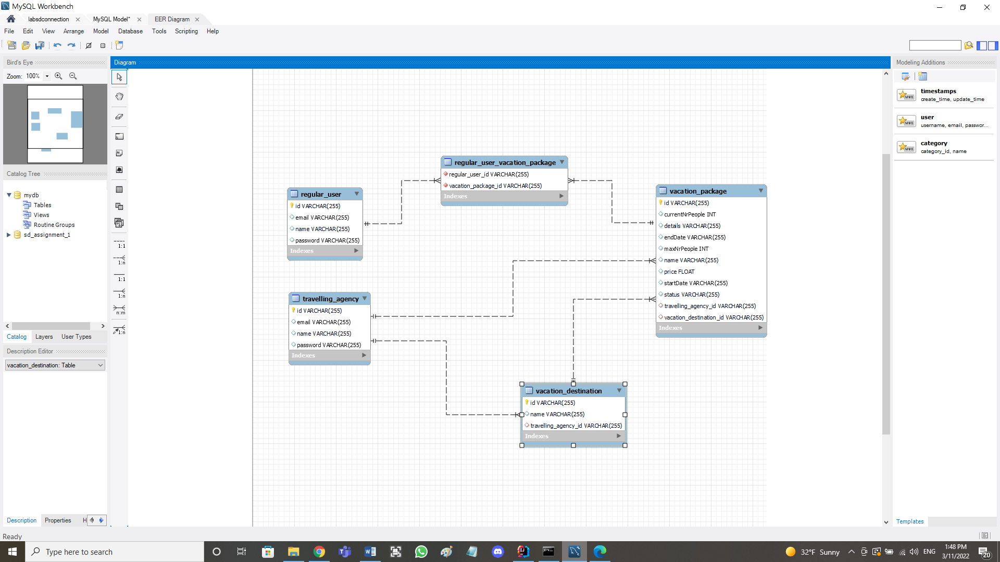 MySQL Workbench
labsdconnection
MySQL Model*
EER Diagram
File Edit View Arrange Model Database Tools Scripting Help
Bird's Eye
Zoom: 100%
Catalog Tree
mydb
Tables
Views
Routine Groups
sd_assignment_1
Catalog Layers User Types
Description Editor
vacation_destination: Table
Description Properties H
Ready
Diagram
1:1
1:n
1:1
1:n
n:m
1:n
regular_user_vacation_package
regular_user_id VARCHAR(255)
vacation_package_id VARCHAR(255)
Indexes
regular_user
id VARCHAR(255)
email VARCHAR(255)
name VARCHAR(255)
password VARCHAR(255)
Indexes
vacation_package
id VARCHAR(255)
currentNrPeople INT
details VARCHAR(255)
endDate VARCHAR(255)
maxNrPeople INT
name VARCHAR(255)
price FLOAT
startDate VARCHAR(255)
status VARCHAR(255)
travelling_agency_id VARCHAR(255)
vacation_destination_id VARCHAR(255)
Indexes
travelling_agency
id VARCHAR(255)
email VARCHAR(255)
name VARCHAR(255)
password VARCHAR(255)
Indexes
vacation_destination
id VARCHAR(255)
name VARCHAR(255)
travelling_agency_id VARCHAR(255)
Indexes
Modeling Additions
MWB
timestamps
create_time, update_time
MWB
user
username, email, passwor...
MWB
category
category_id, name
Templates
Type here to search
32°F Sunny
ENG
1:48 PM
3/11/2022
20